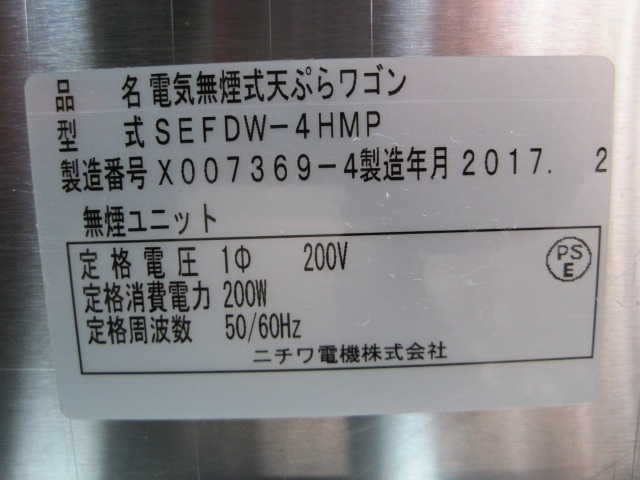 品 名 電気無煙式天ぷらワゴン
型 式 SEFDW-4HMP
製造番号 X007369-4 製造年月 2017. 2
無煙ユニット
定格電圧 1Φ 200V
PS E
定格消費電力 200W
定格周波数 50/60Hz
ニチワ電機株式会社